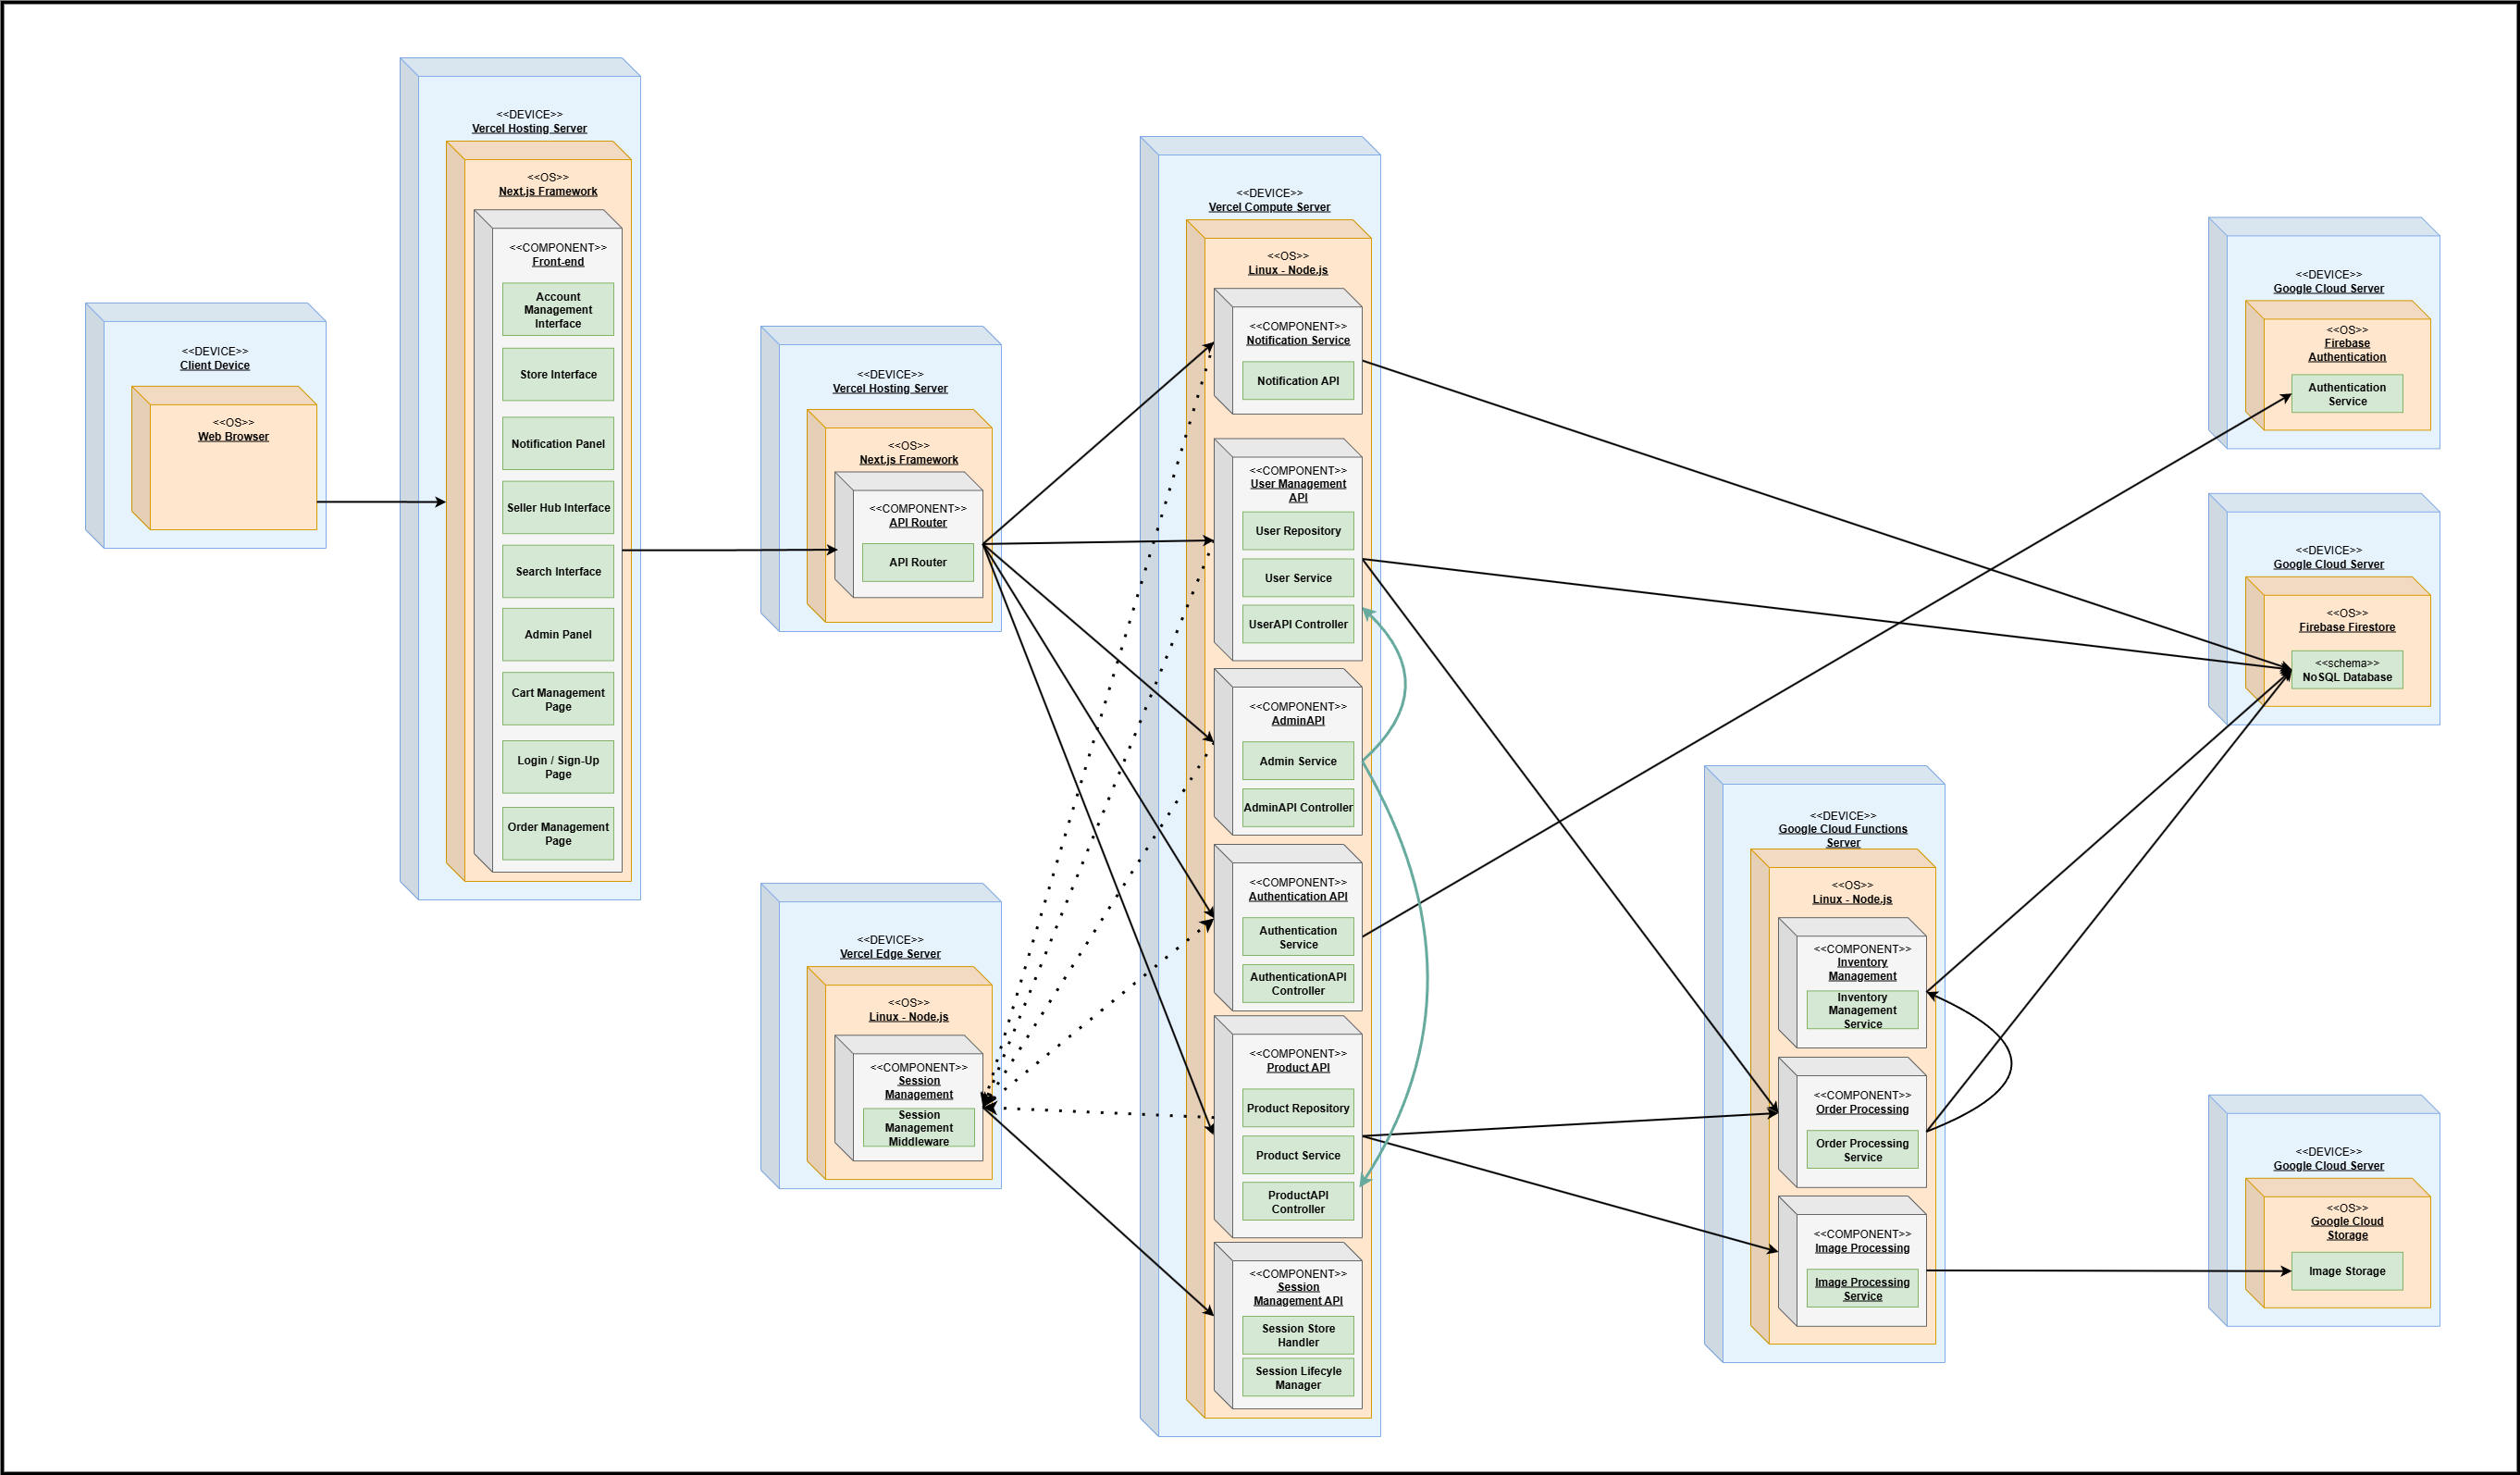 <<DEVICE>>
Client Device
<<OS>>
Web Browser
<<DEVICE>>
Vercel Hosting Server
<<OS>>
Next.js Framework
<<COMPONENT>>
Front-end
Account
Management
Interface
Store Interface
Notification Panel
Seller Hub Interface
Search Interface
Admin Panel
Cart Management
Page
Login / Sign-Up
Page
Order Management
Page
<<DEVICE>>
Vercel Hosting Server
<<OS>>
Next.js Framework
<<COMPONENT>>
API Router
API Router
<<DEVICE>>
Vercel Edge Server
<<OS>>
Linux - Node.js
<<COMPONENT>>
Session
Management
Session
Management
Middleware
<<DEVICE>>
Vercel Compute Server
<<OS>>
Linux - Node.js
<<COMPONENT>>
Notification Service
Notification API
<<COMPONENT>>
User Management
API
User Repository
User Service
UserAPI Controller
<<COMPONENT>>
AdminAPI
Admin Service
AdminAPI Controller
<<COMPONENT>>
Authentication API
Authentication
Service
AuthenticationAPI
Controller
<<COMPONENT>>
Product API
Product Repository
Product Service
ProductAPI
Controller
<<COMPONENT>>
Session
Management API
Session Store
Handler
Session Lifecyle
Manager
<<DEVICE>>
Google Cloud Functions
Server
<<OS>>
Linux - Node.js
<<COMPONENT>>
Inventory
Management
Inventory
Management
Service
<<COMPONENT>>
Order Processing
Order Processing
Service
<<COMPONENT>>
Image Processing
Image Processing
Service
<<DEVICE>>
Google Cloud Server
<<OS>>
Firebase
Authentication
Authentication
Service
<<DEVICE>>
Google Cloud Server
<<OS>>
Firebase Firestore
<<schema>>
NoSQL Database
<<DEVICE>>
Google Cloud Server
<<OS>>
Google Cloud
Storage
Image Storage